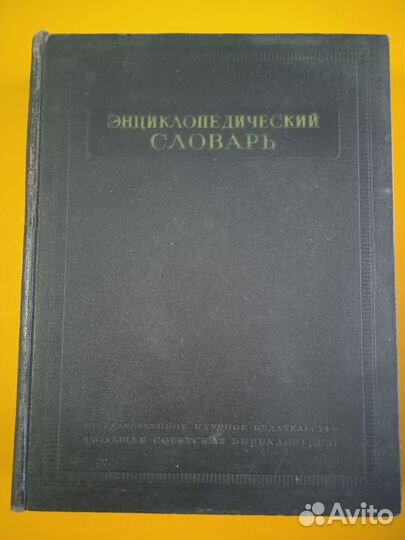 ЭНЦИКЛОПЕДИЧЕСКИЙ
СЛОВАРЬ
ГОСУДАРСТВЕННОЕ НАУЧНОЕ ИЗДАТЕЛЬСТВО
«БОЛЬШАЯ СОВЕТСКАЯ ЭНЦИКЛОПЕДИЯ»
Avito